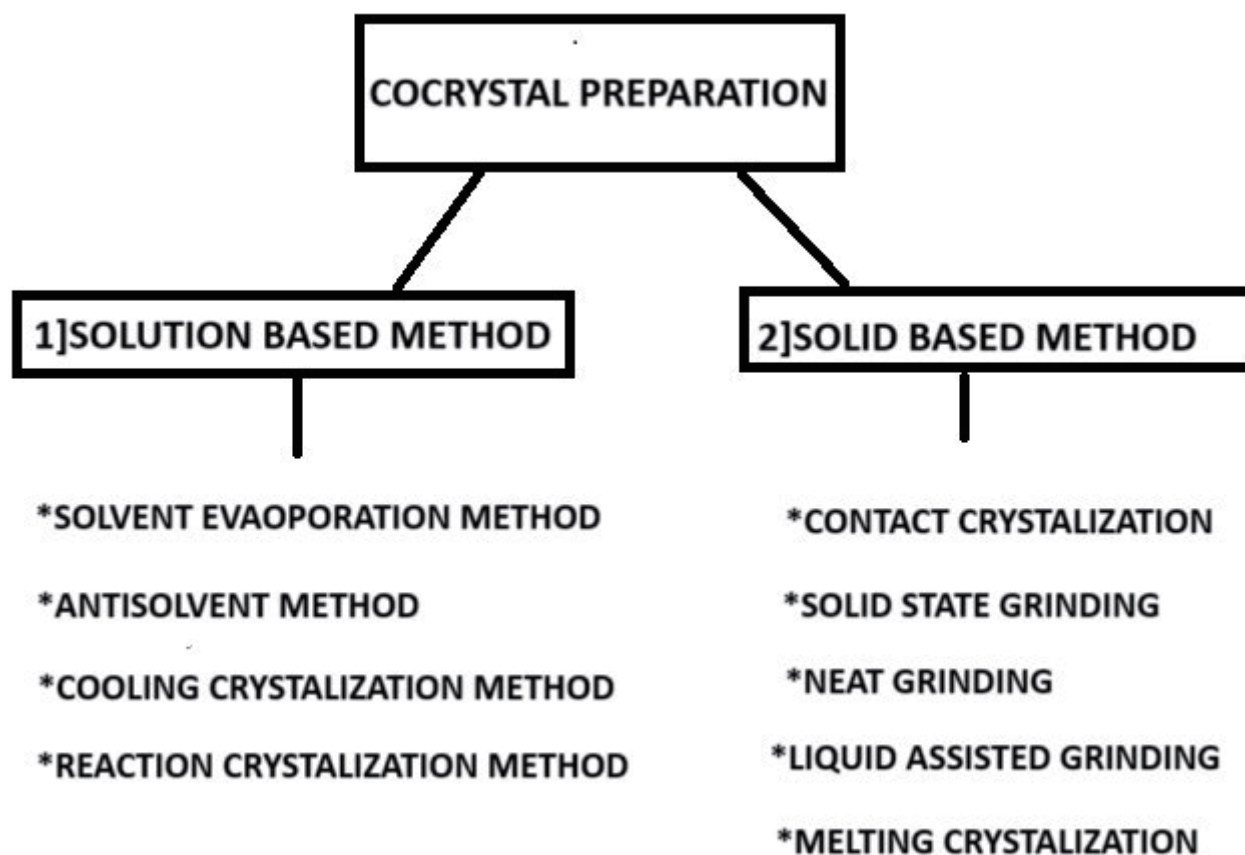 COCRYSTAL PREPARATION
1]SOLUTION BASED METHOD
*SOLVENT EVAOPORATION METHOD
*ANTISOLVENT METHOD
*COOLING CRYSTALIZATION METHOD
*REACTION CRYSTALIZATION METHOD
2]SOLID BASED METHOD
*CONTACT CRYSTALIZATION
*SOLID STATE GRINDING
*NEAT GRINDING
*LIQUID ASSISTED GRINDING
*MELTING CRYSTALIZATION